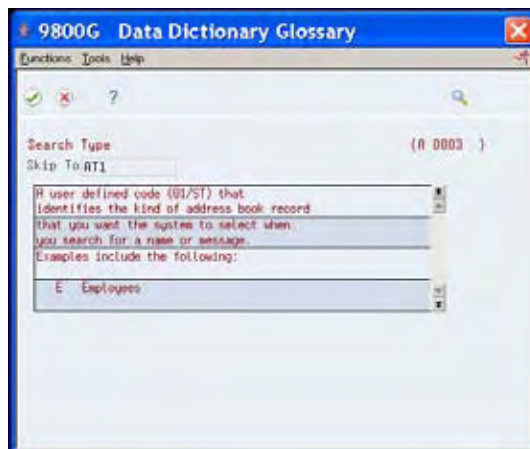 9800G Data Dictionary Glossary
Functions Tools Help
?
Search Type (A 0003 )
Skip To AT1
A user defined code (01/ST) that
identifies the kind of address book record
that you want the system to select when
you search for a name or message.
Examples include the following:
E Employees